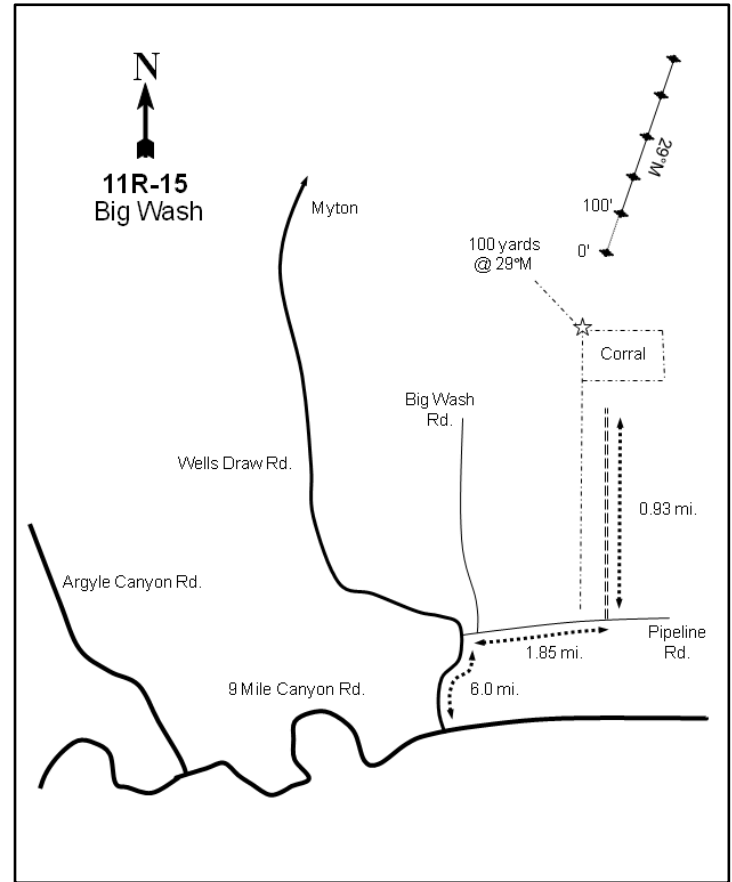 N
11R-15
Big Wash
Myton
29°M
100'
0'
100 yards
@ 29°M
Corral
Big Wash
Rd.
Wells Draw Rd.
0.93 mi.
Argyle Canyon Rd.
Pipeline
Rd.
1.85 mi.
9 Mile Canyon Rd.
6.0 mi.